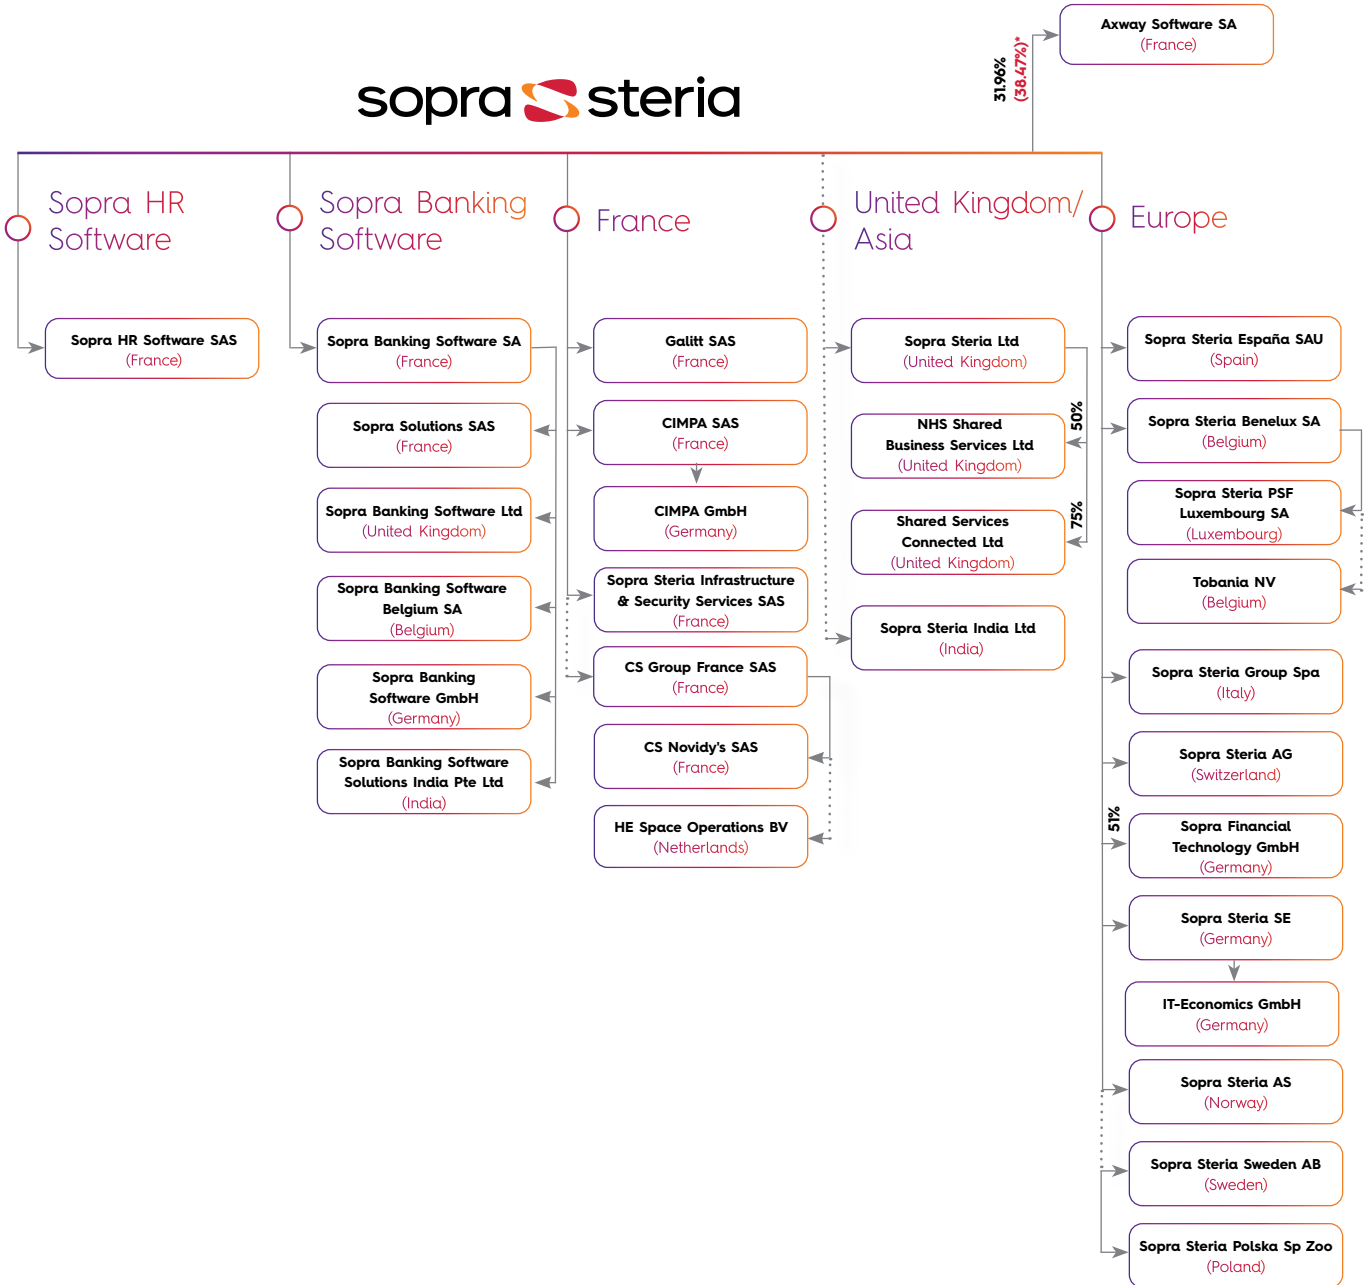 Axway Software SA
(France)
31.96%
(38.47%)*
sopra steria
Sopra HR
Software
Sopra Banking
Software
France
United Kingdom/
Asia
Europe
Sopra HR Software SAS
(France)
Sopra Banking Software SA
(France)
Sopra Solutions SAS
(France)
Sopra Banking Software Ltd
(United Kingdom)
Sopra Banking Software
Belgium SA
(Belgium)
Sopra Banking
Software GmbH
(Germany)
Sopra Banking Software
Solutions India Pte Ltd
(India)
Galitt SAS
(France)
CIMPA SAS
(France)
CIMPA GmbH
(Germany)
Sopra Steria Infrastructure
& Security Services SAS
(France)
CS Group France SAS
(France)
CS Novidy's SAS
(France)
HE Space Operations BV
(Netherlands)
Sopra Steria Ltd
(United Kingdom)
50%
NHS Shared
Business Services Ltd
(United Kingdom)
75%
Shared Services
Connected Ltd
(United Kingdom)
Sopra Steria India Ltd
(India)
Sopra Steria España SAU
(Spain)
Sopra Steria Benelux SA
(Belgium)
Sopra Steria PSF
Luxembourg SA
(Luxembourg)
Tobania NV
(Belgium)
Sopra Steria Group Spa
(Italy)
Sopra Steria AG
(Switzerland)
51%
Sopra Financial
Technology GmbH
(Germany)
Sopra Steria SE
(Germany)
IT-Economics GmbH
(Germany)
Sopra Steria AS
(Norway)
Sopra Steria Sweden AB
(Sweden)
Sopra Steria Polska Sp Zoo
(Poland)